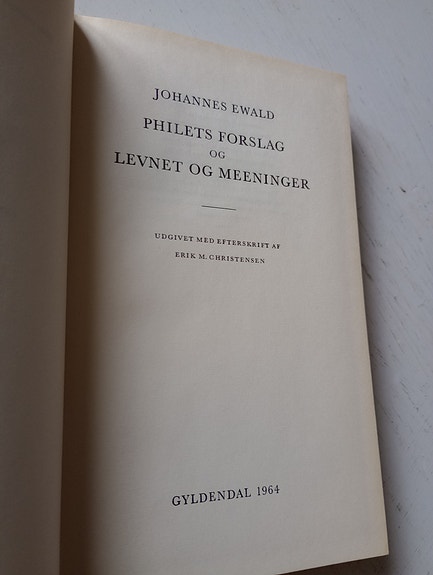 JOHANNES EWALD
PHILETS FORSLAG
OG
LEVNET OG MEENINGER
UDGIVET MED EFTERSKRIFT AF
ERIK M. CHRISTENSEN
GYLDENDAL 1964